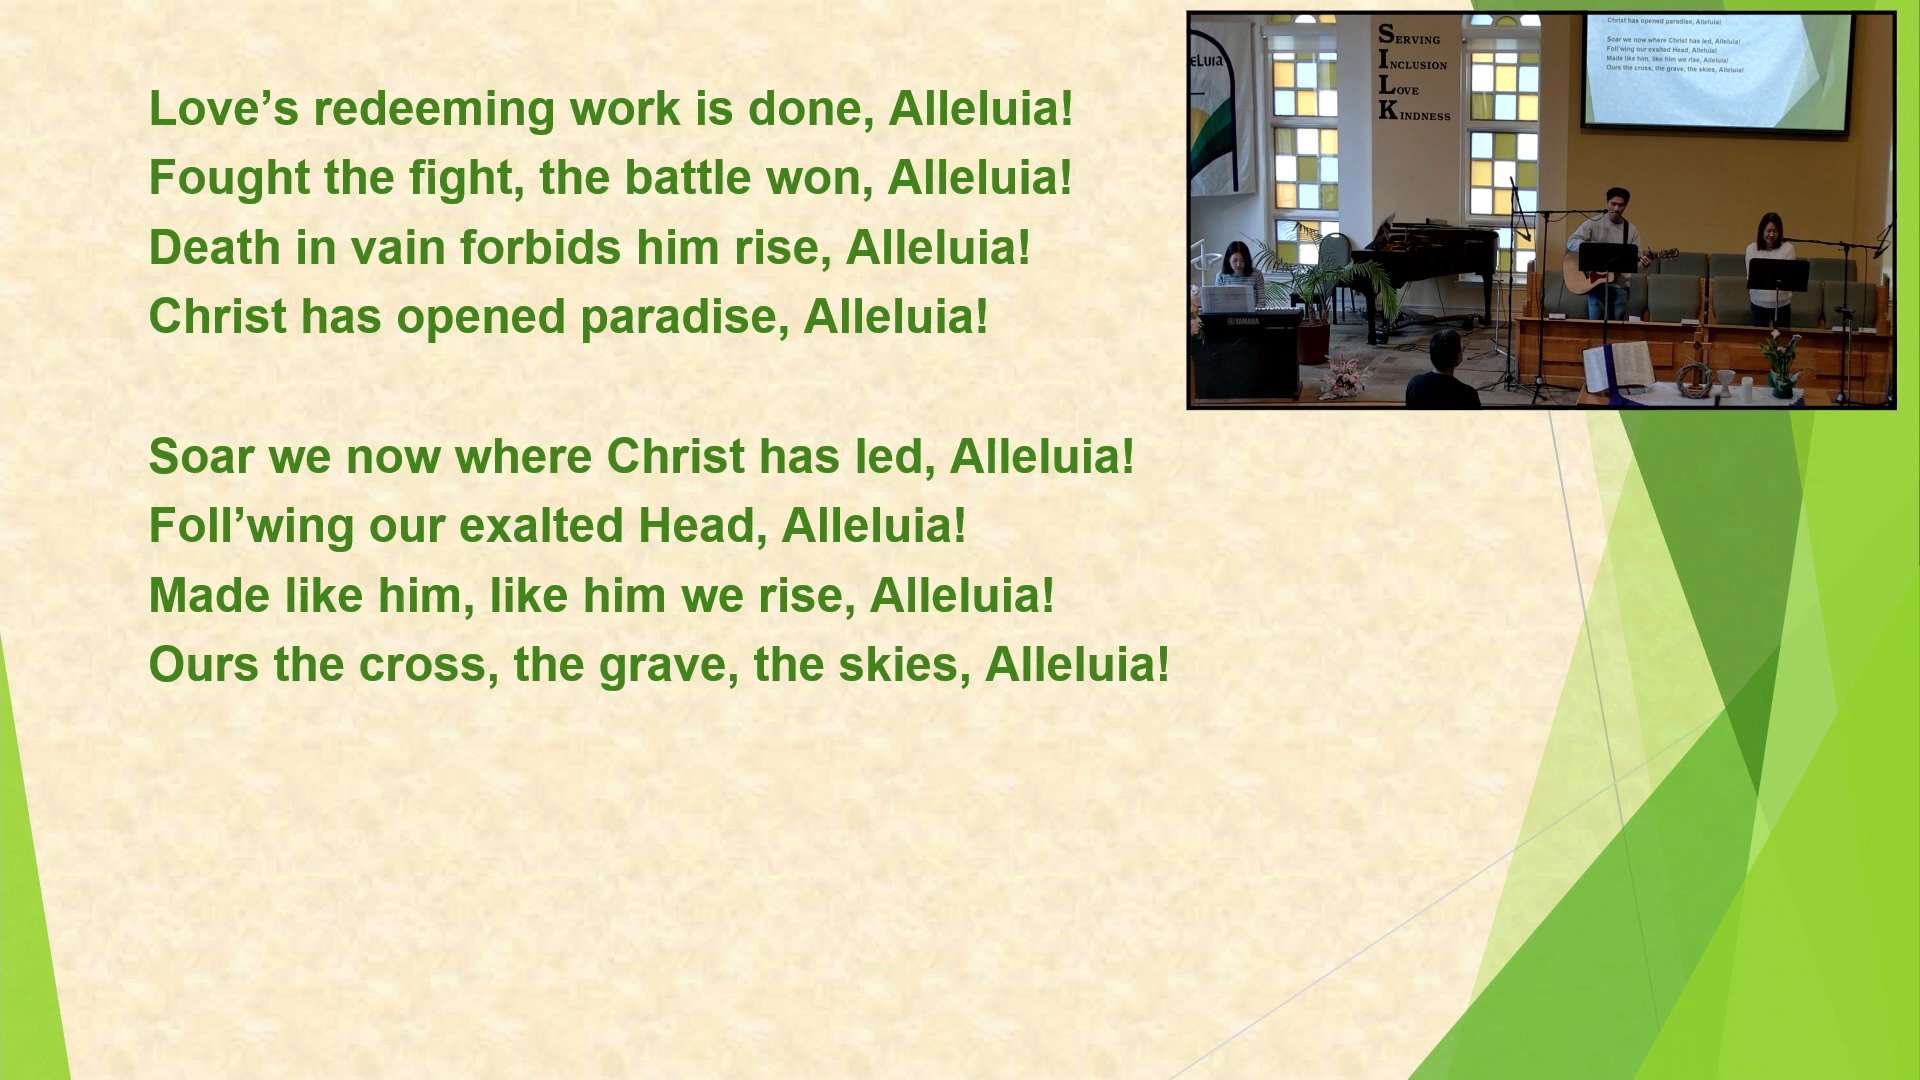 Love’s redeeming work is done, Alleluia!
Fought the fight, the battle won, Alleluia!
Death in vain forbids him rise, Alleluia!
Christ has opened paradise, Alleluia!
Soar we now where Christ has led, Alleluia!
Foll’wing our exalted Head, Alleluia!
Made like him, like him we rise, Alleluia!
Ours the cross, the grave, the skies, Alleluia!
eLuia
SERVING
INCLUSION
LOVE
KINDNESS
Christ has opened paradise, Alleluia!
Soar we now where Christ has led, Alleluia!
Foll'wing our exalted Head, Alleluia!
Made like him, like him we rise, Alleluia!
Ours the cross, the grave, the skies, Alleluia!
YAMAHA